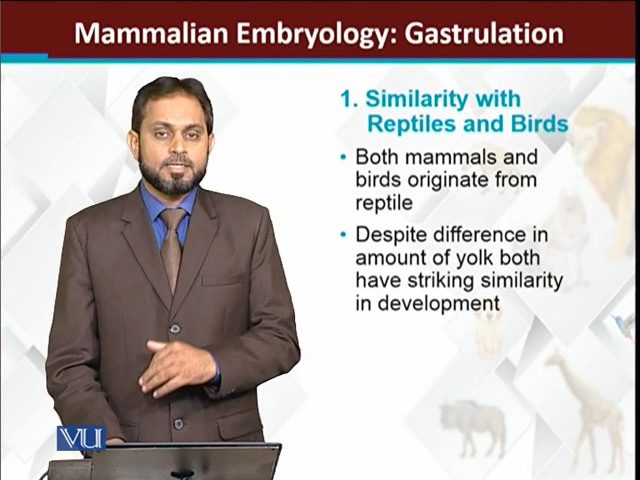 Mammalian Embryology: Gastrulation
1. Similarity with
Reptiles and Birds
• Both mammals and
birds originate from
reptile
• Despite difference in
amount of yolk both
have striking similarity
in development
VU